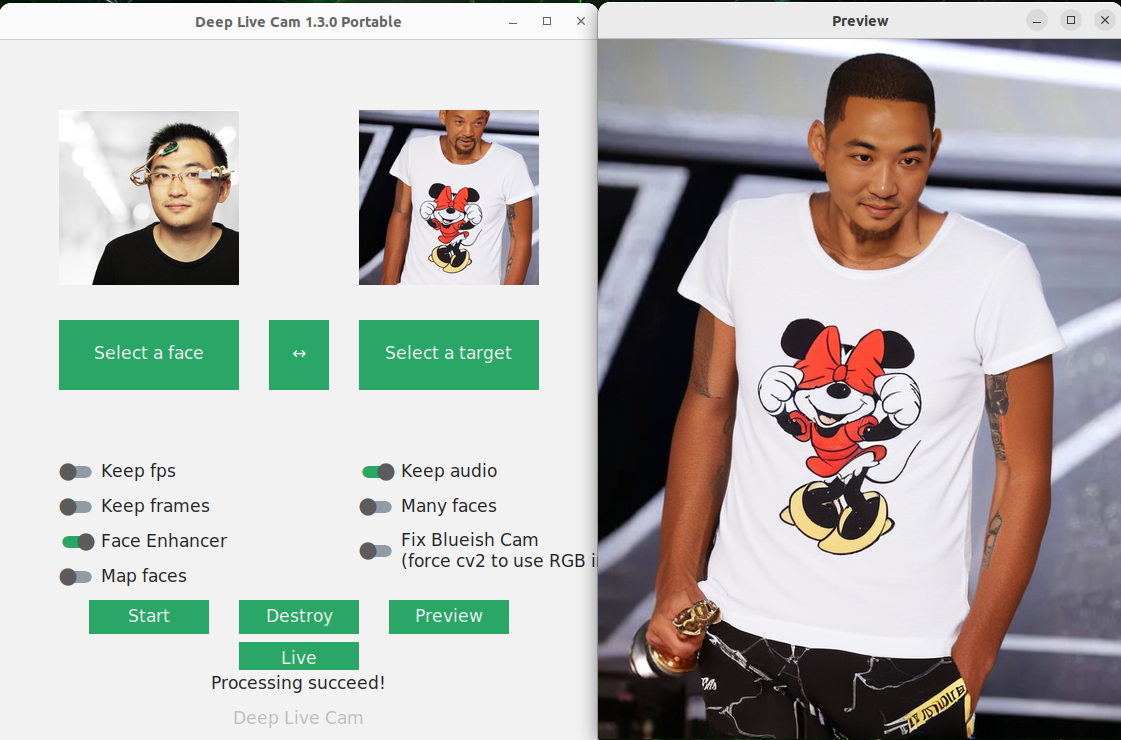 Deep Live Cam 1.3.0 Portable
Preview
Select a face
↔
Select a target
Keep fps
Keep audio
Keep frames
Many faces
Face Enhancer
Fix Blueish Cam
(force cv2 to use RGB i
Map faces
Start
Destroy
Preview
Live
Processing succeed!
Deep Live Cam